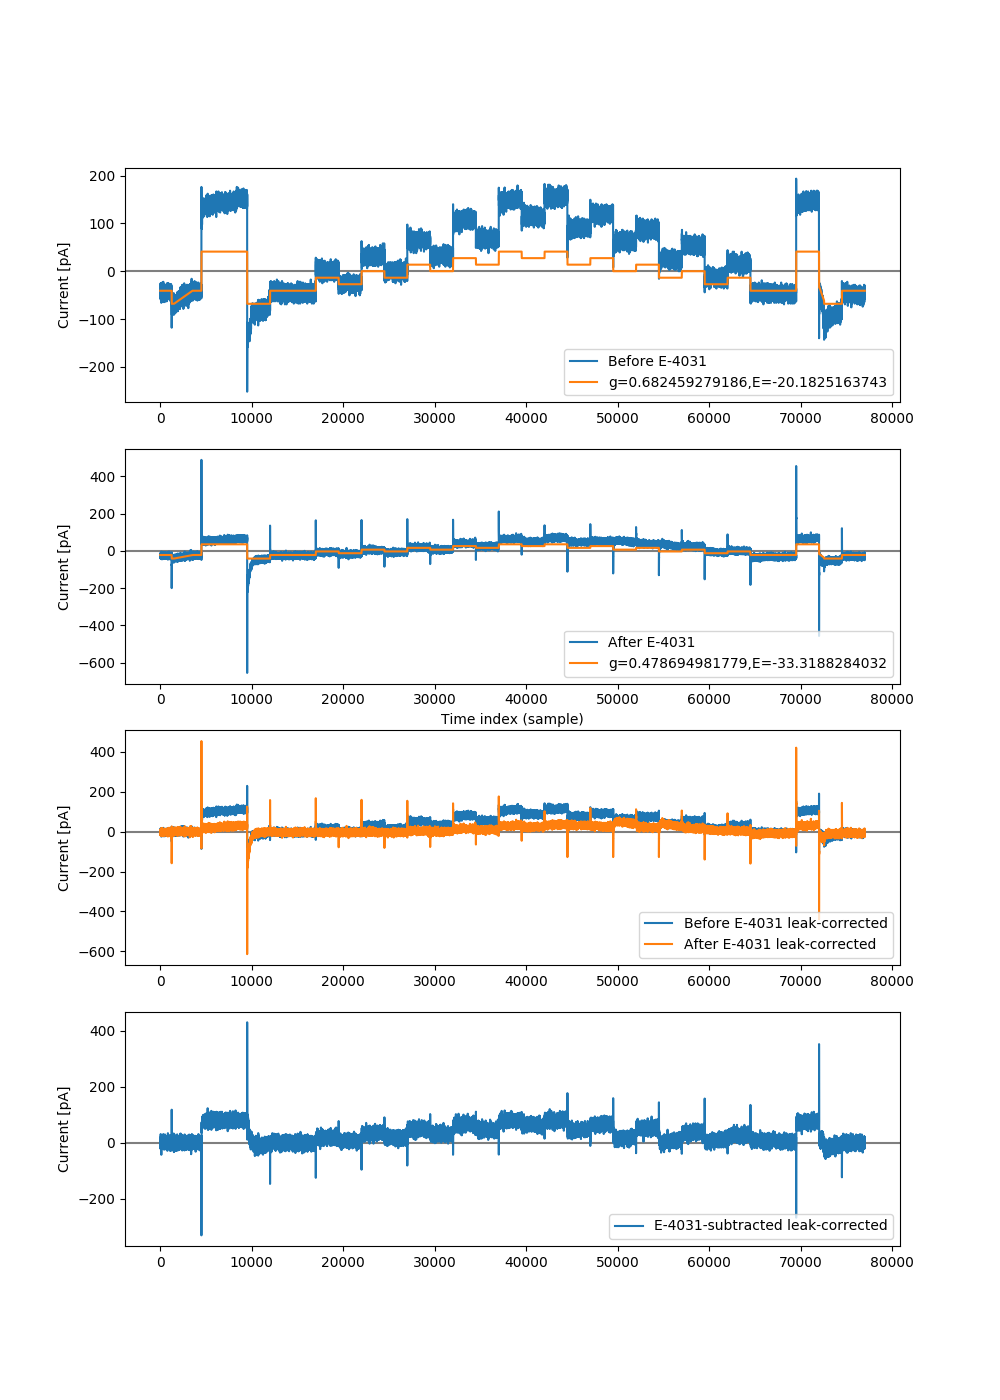 200
100
0
−100
−200
Current [pA]
Before E-4031
g=0.682459279186,E=-20.1825163743
0 10000 20000 30000 40000 50000 60000 70000 80000
400
200
0
−200
−400
−600
Current [pA]
After E-4031
g=0.478694981779,E=-33.3188284032
0 10000 20000 30000 40000 50000 60000 70000 80000
Time index (sample)
400
200
0
−200
−400
−600
Current [pA]
Before E-4031 leak-corrected
After E-4031 leak-corrected
0 10000 20000 30000 40000 50000 60000 70000 80000
400
200
0
−200
Current [pA]
E-4031-subtracted leak-corrected
0 10000 20000 30000 40000 50000 60000 70000 80000